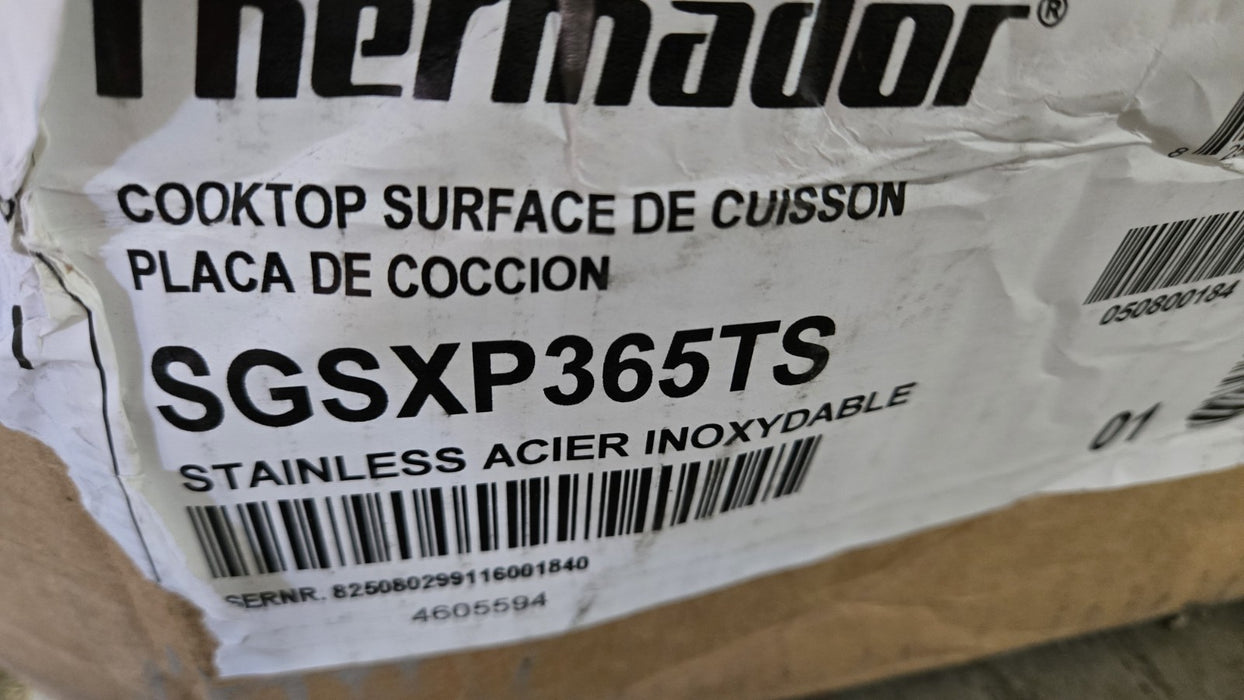 Thermador®
COOKTOP SURFACE DE CUISSON
PLACA DE COCCION
SGSXP365TS
STAINLESS ACIER INOXYDABLE
SERNR. 825080299116001840
4605594
050800184
01